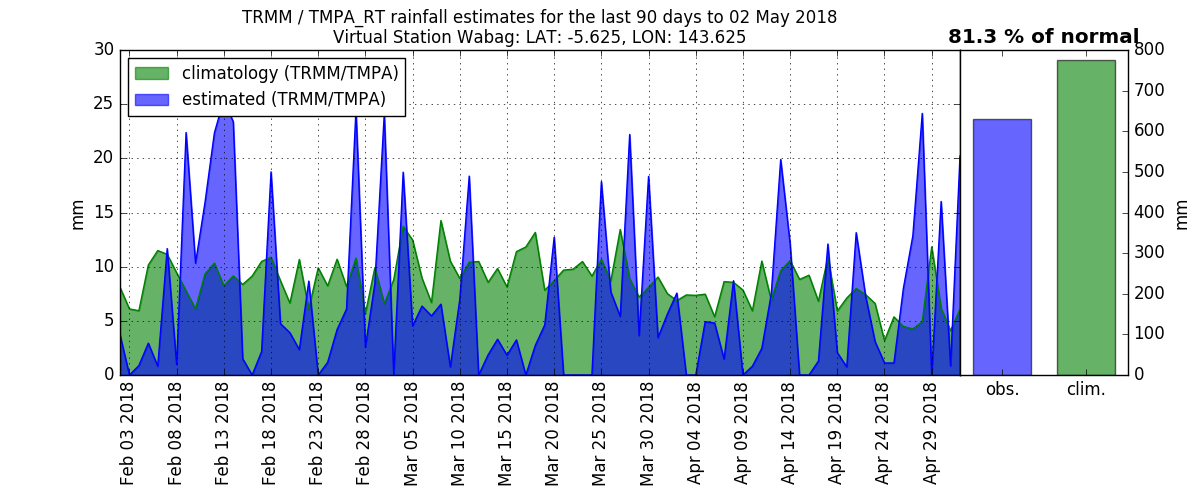 TRMM / TMPA_RT rainfall estimates for the last 90 days to 02 May 2018
Virtual Station Wabag: LAT: -5.625, LON: 143.625
81.3 % of normal
climatology (TRMM/TMPA)
estimated (TRMM/TMPA)
30
25
20
15
10
5
0
mm
Feb 03 2018
Feb 08 2018
Feb 13 2018
Feb 18 2018
Feb 23 2018
Feb 28 2018
Mar 05 2018
Mar 10 2018
Mar 15 2018
Mar 20 2018
Mar 25 2018
Mar 30 2018
Apr 04 2018
Apr 09 2018
Apr 14 2018
Apr 19 2018
Apr 24 2018
Apr 29 2018
obs.
clim.
800
700
600
500
400
300
200
100
0
mm